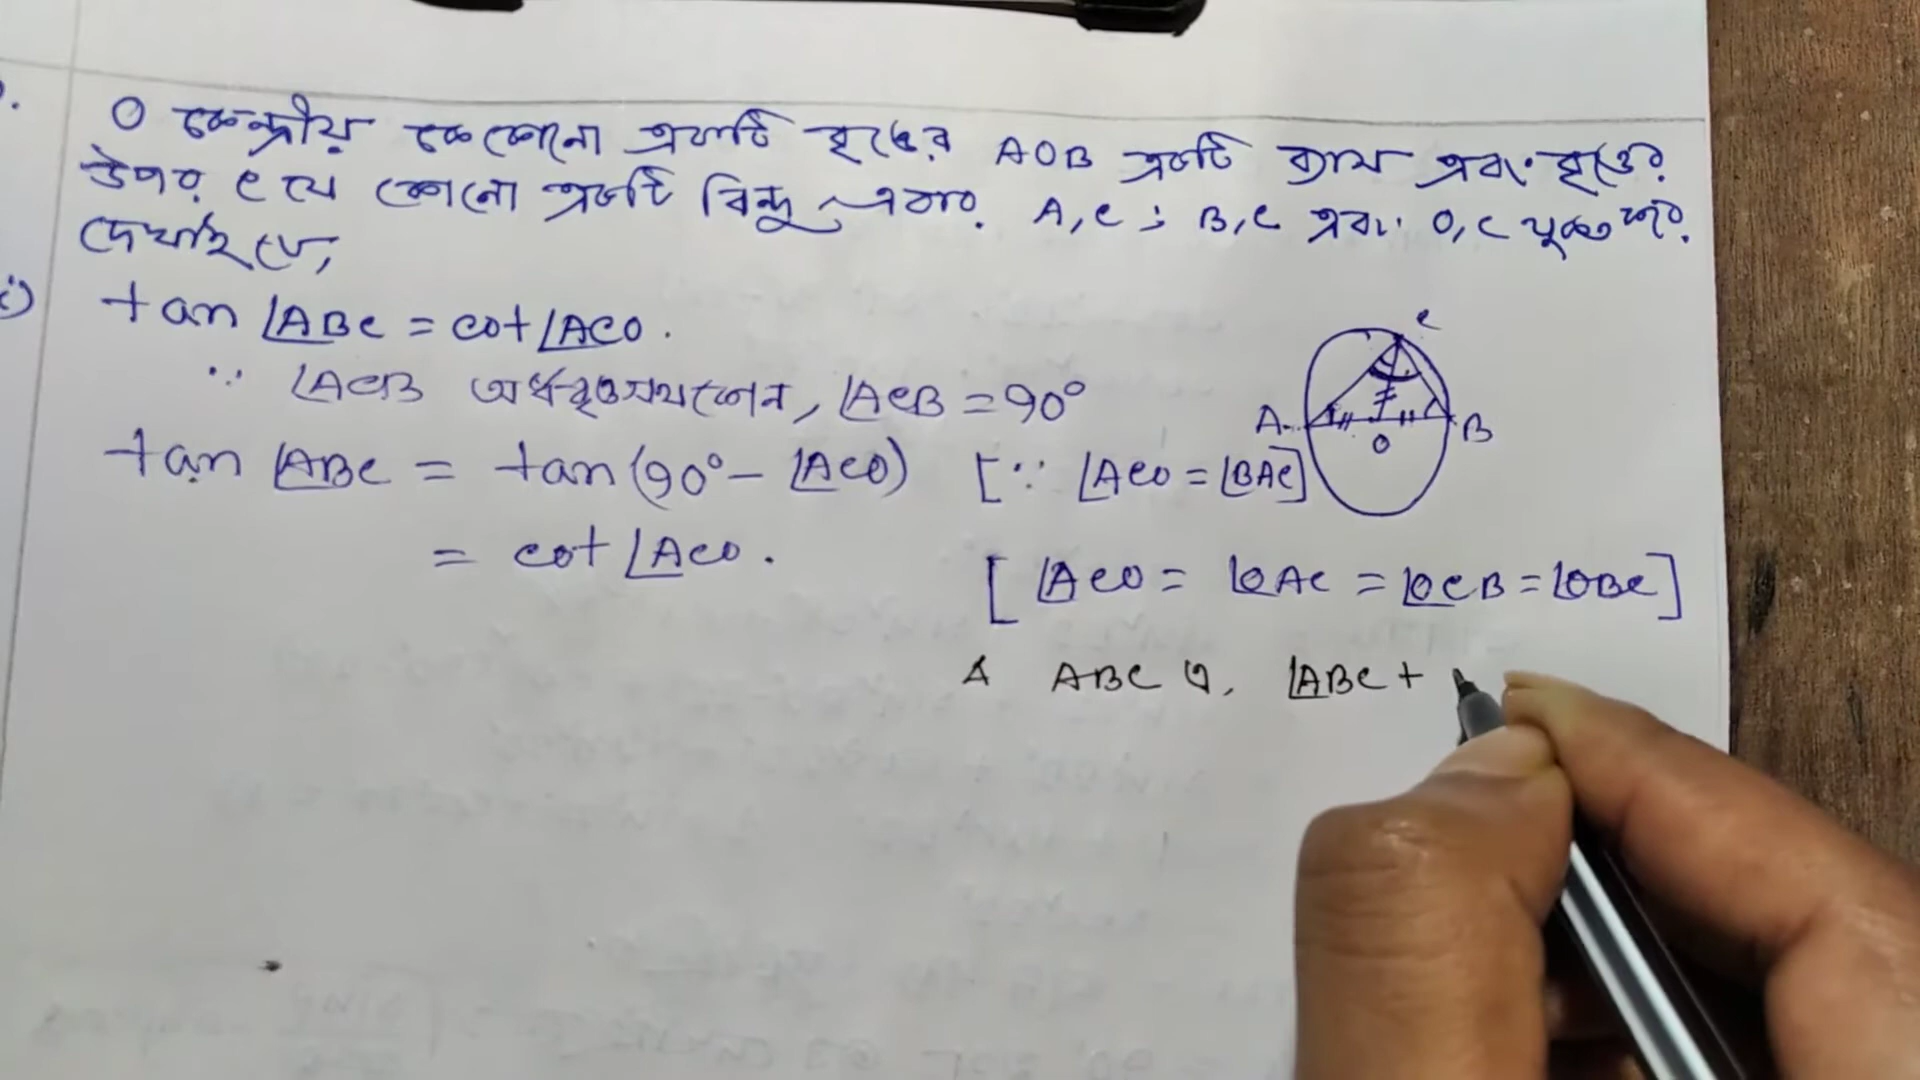 O কেন্দ্রীয় যে কোনো একটি বৃত্তের AOB একটি ব্যাস এবং বৃত্তের
উপর C যে কোনো একটি বিন্দু A, C ; B, C এবং O, C যুক্ত করে
দেখাই যে,
i) tan ∠ABC = cot ∠ACO .
∵ ∠ACB অর্ধবৃত্তস্থ কোন, ∠ACB = 90°
tan ∠ABC = tan (90° - ∠ACO) [∵ ∠ACO = ∠BAC]
= cot ∠ACO .
[∠ACO = ∠OAC = ∠OCB = ∠OBC]
Δ ABC এ, ∠ABC +
C
A
B
O